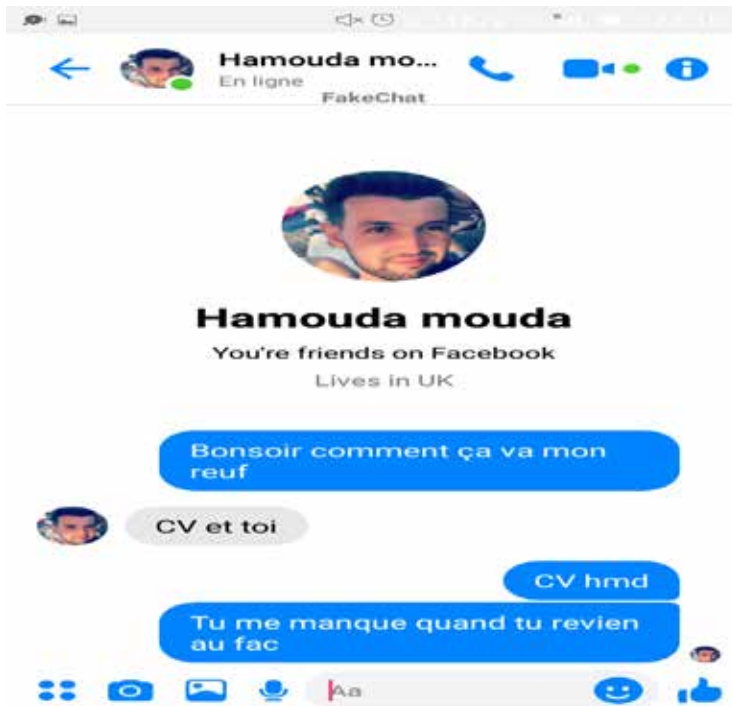 Hamouda mo...
En ligne
FakeChat
Hamouda mouda
You're friends on Facebook
Lives in UK
Bonsoir comment ça va mon
reuf
CV et toi
CV hmd
Tu me manque quand tu revien
au fac
Aa